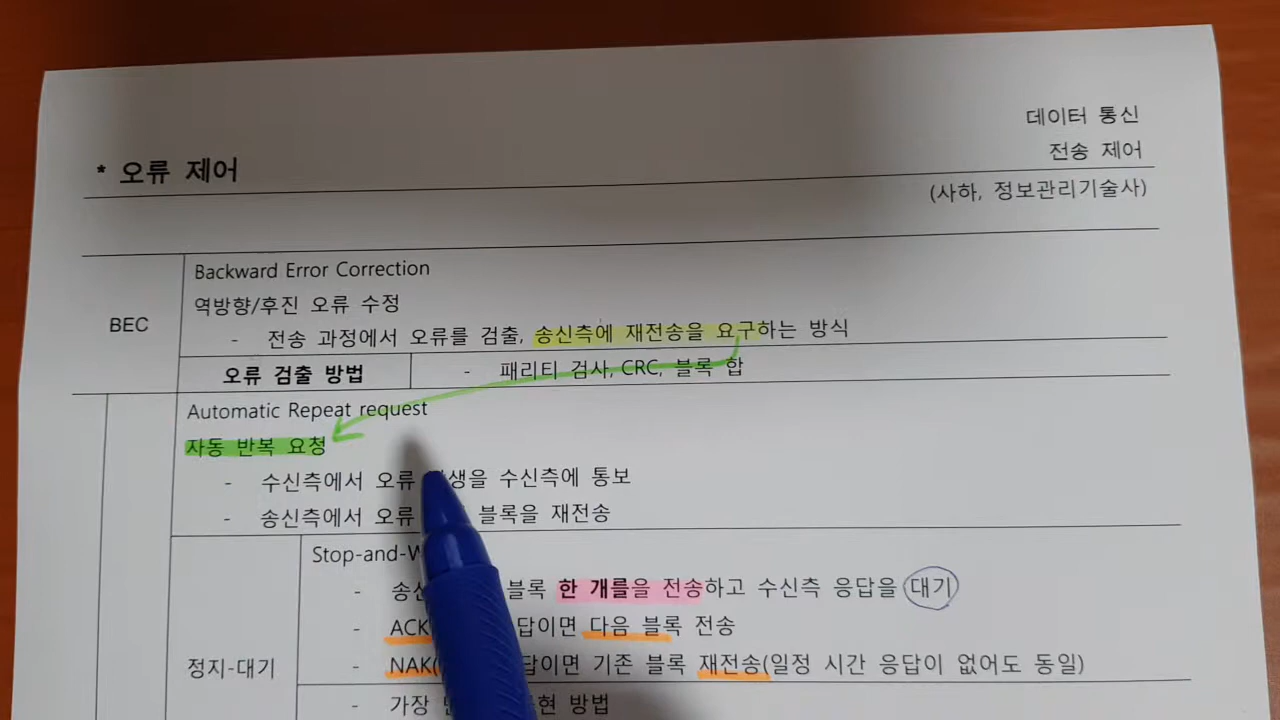 데이터 통신
* 오류 제어
전송 제어
(사하, 정보관리기술사)
BEC
Backward Error Correction
역방향/후진 오류 수정
- 전송 과정에서 오류를 검출, 송신측에 재전송을 요구하는 방식
오류 검출 방법
- 패리티 검사, CRC, 블록 합
Automatic Repeat request
자동 반복 요청
- 수신측에서 오류 을 수신측에 통보
- 송신측에서 오류 블록을 재전송
정지-대기
Stop-and-
- 블록 한 개를을 전송하고 수신측 응답을 대기
- ACK 답이면 다음 블록 전송
- NAK( 답이면 기존 블록 재전송(일정 시간 응답이 없어도 동일)
- 가장 방법